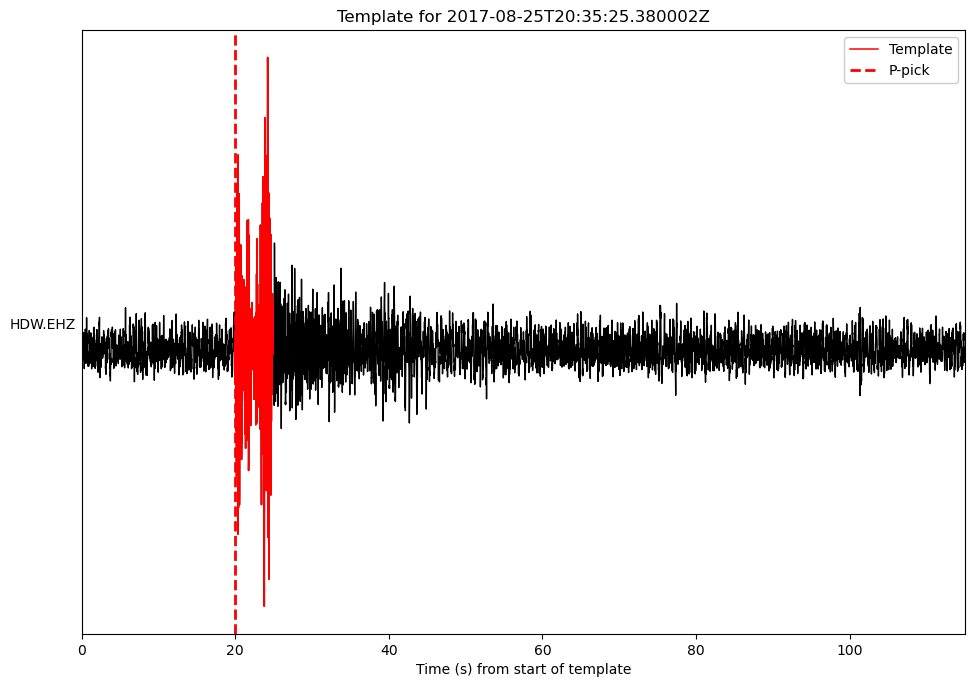 Template for 2017-08-25T20:35:25.380002Z
Template
P-pick
HDW.EHZ
0 20 40 60 80 100
Time (s) from start of template